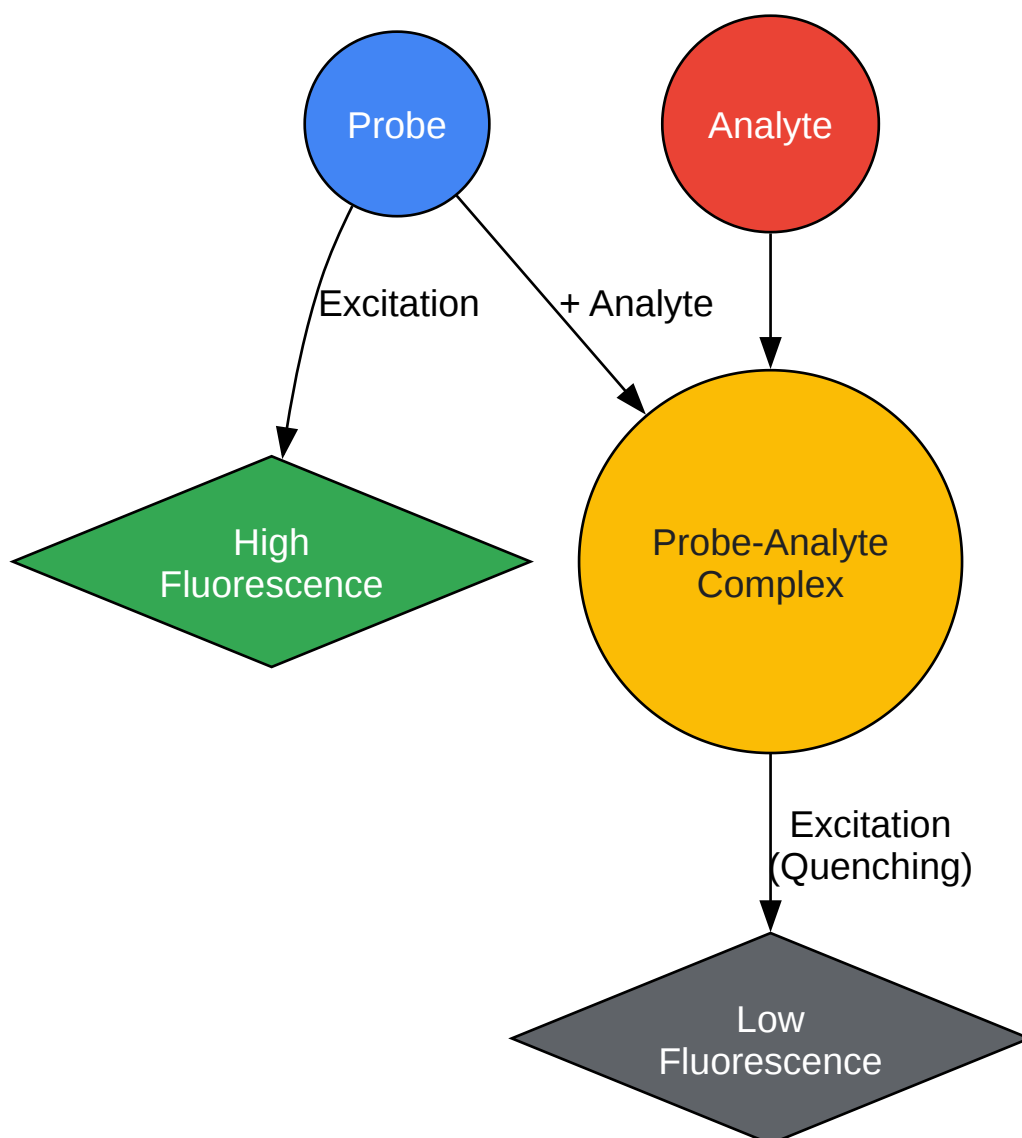 Probe
Analyte
Excitation
+ Analyte
High
Fluorescence
Probe-Analyte
Complex
Excitation
(Quenching)
Low
Fluorescence